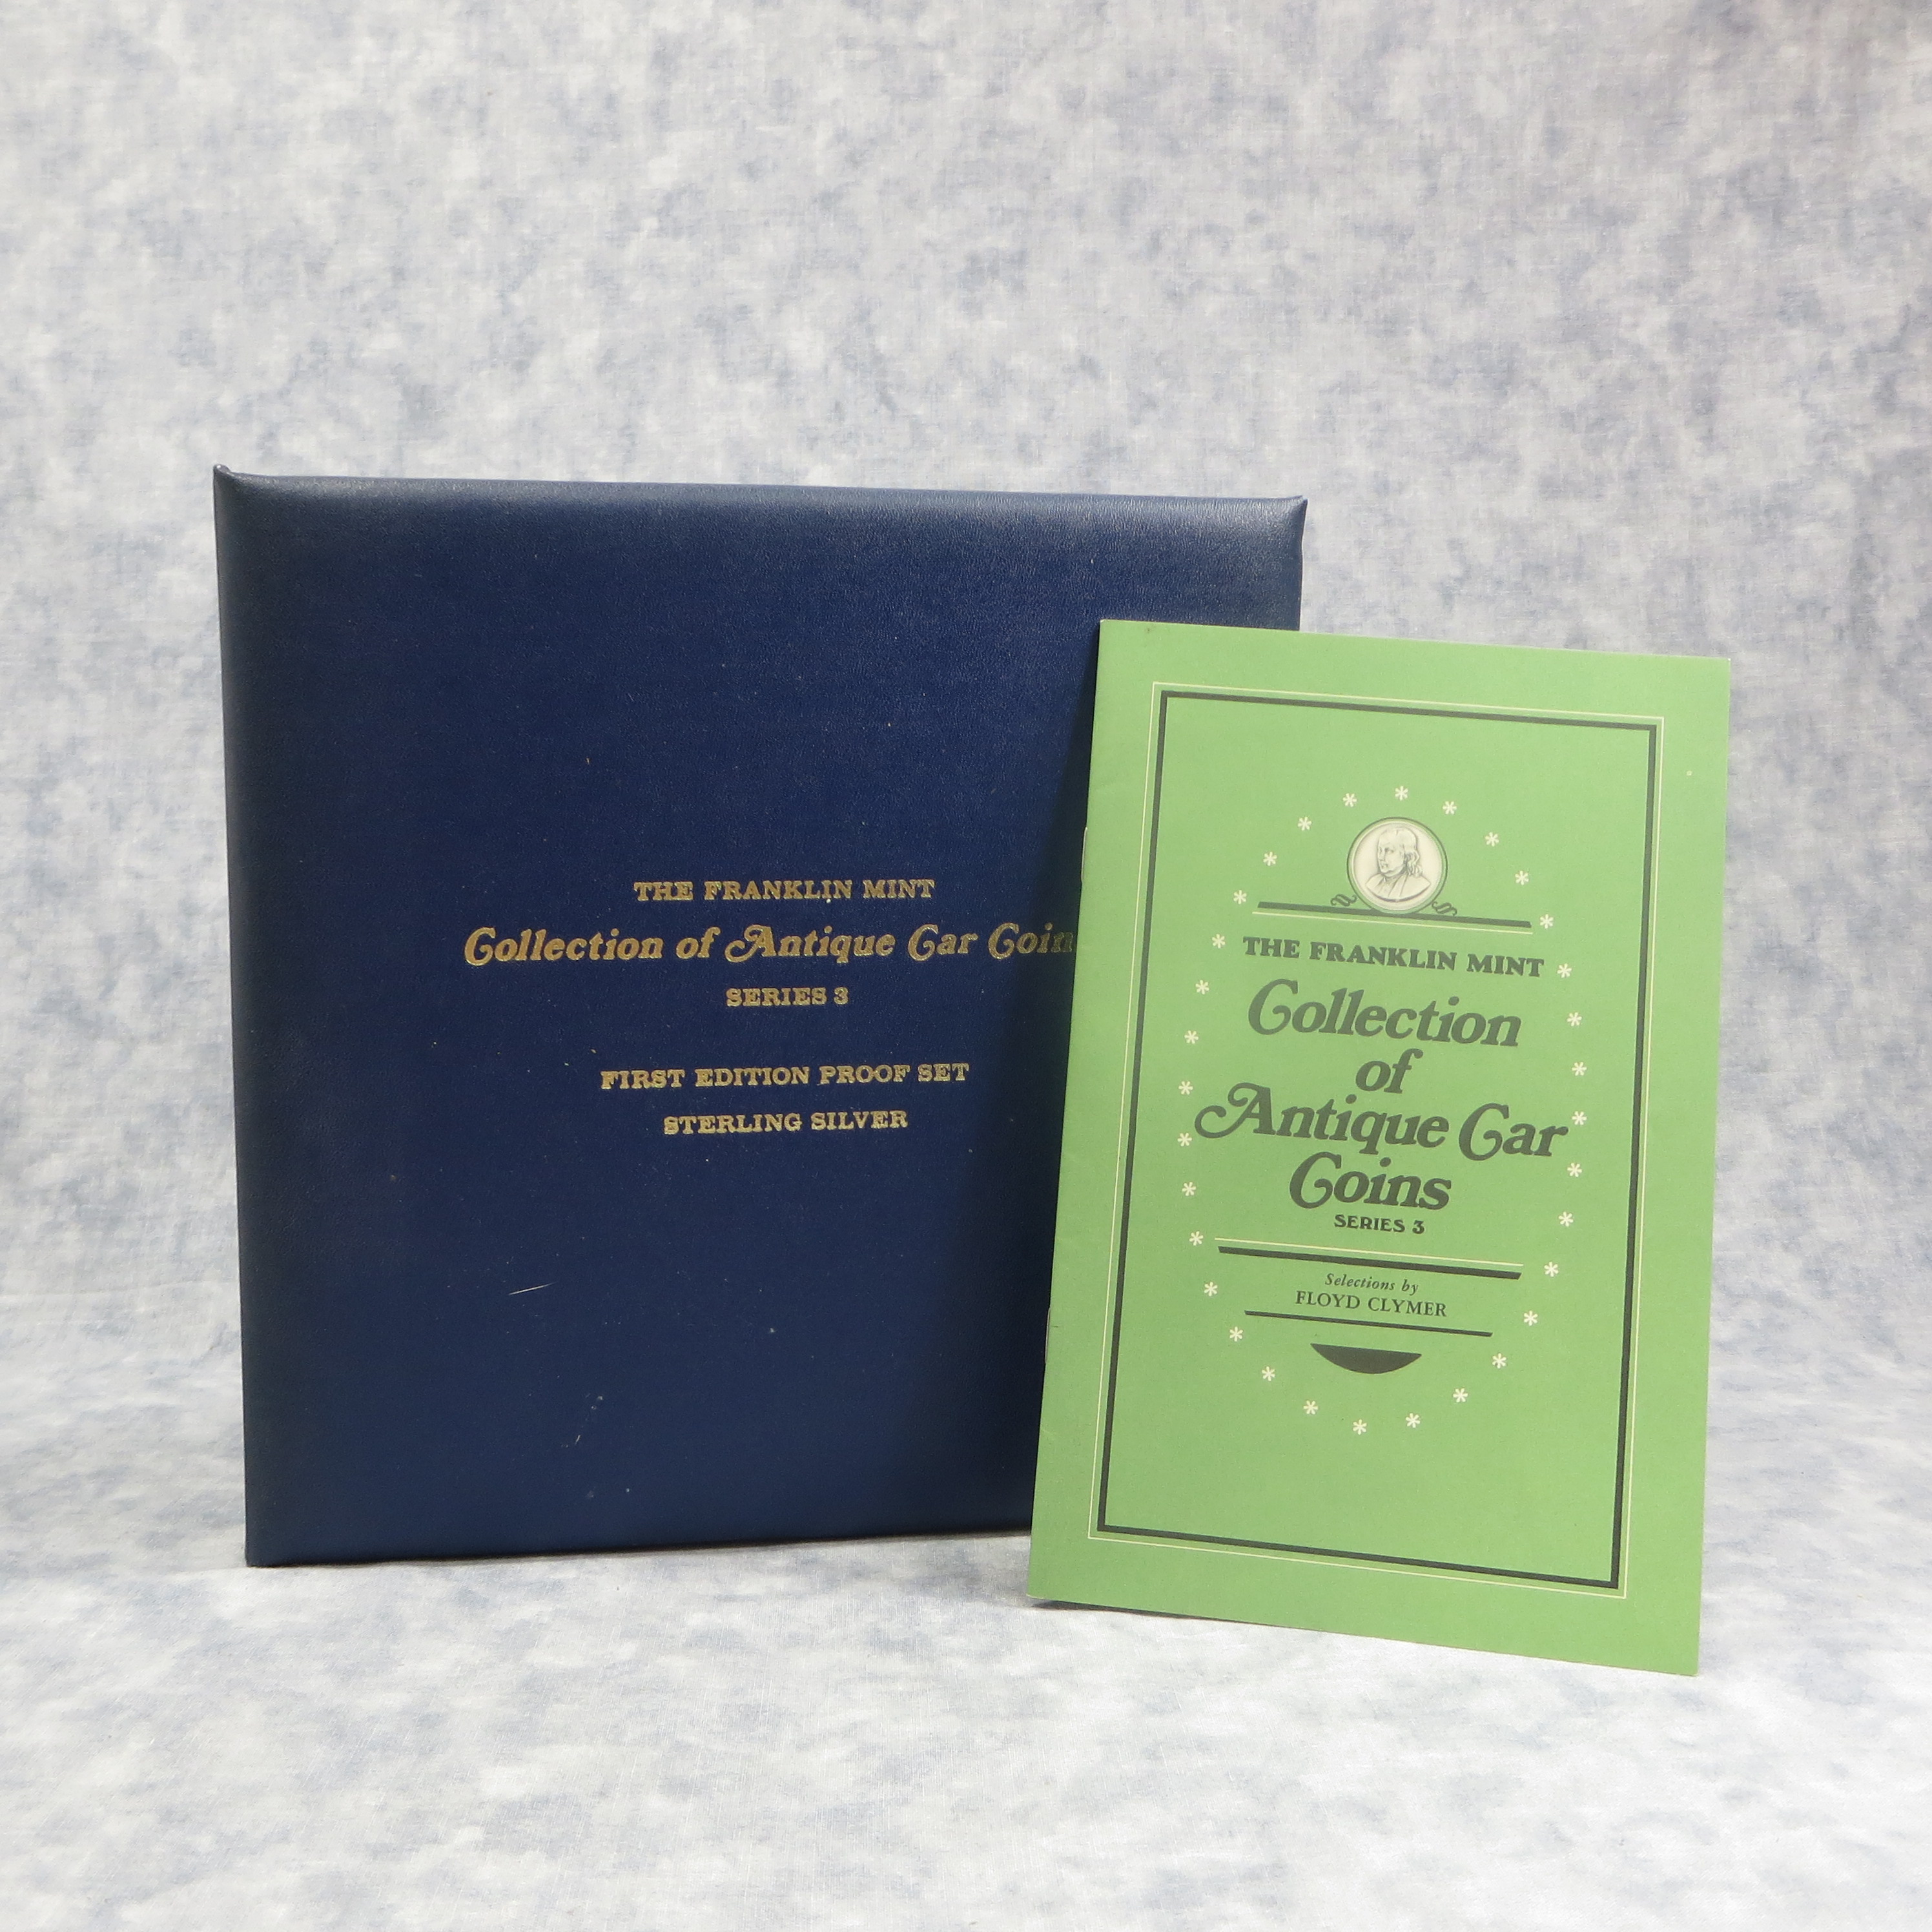 THE FRANKLIN MINT
Collection of Antique Car Coin
SERIES 3
FIRST EDITION PROOF SET
STERLING SILVER
THE FRANKLIN MINT
Collection
of
Antique Car
Coins
SERIES 3
Selections by
FLOYD CLYMER